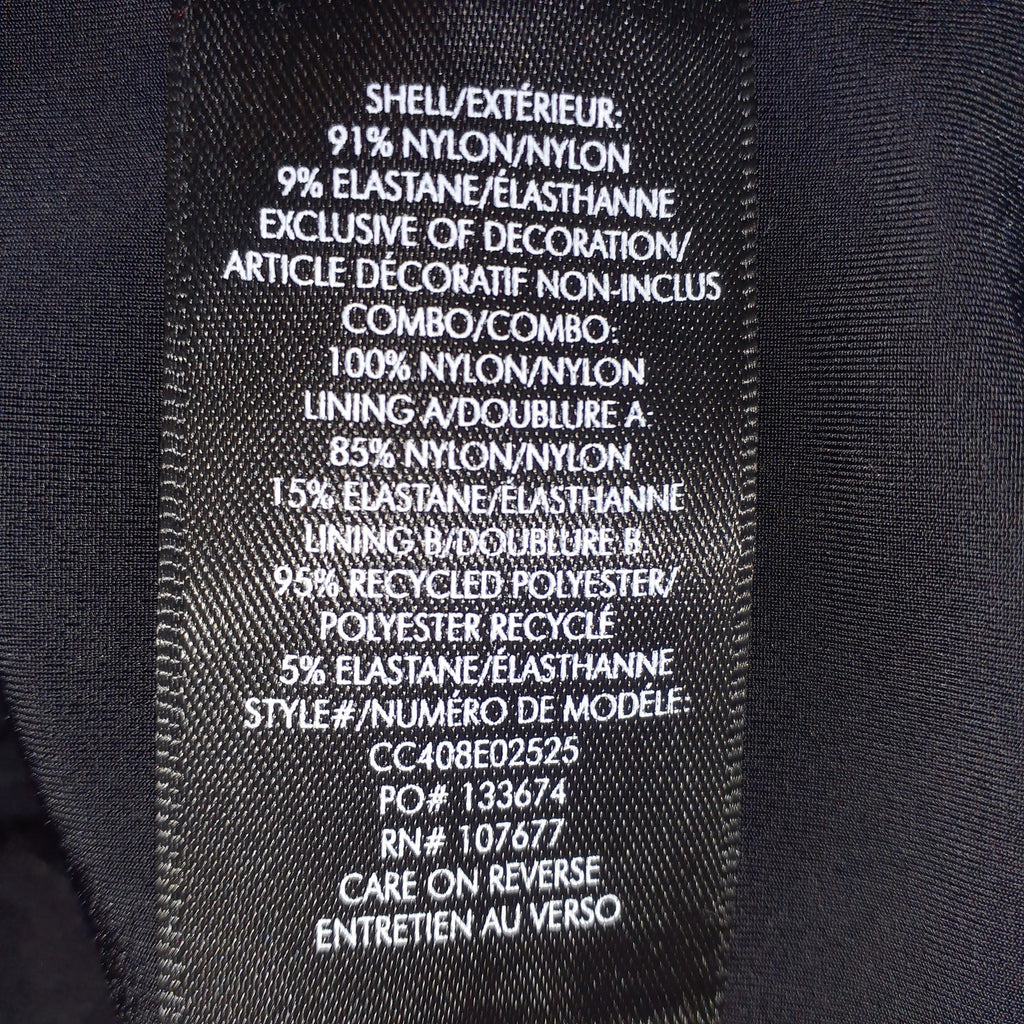 SHELL/EXTÉRIEUR:
91% NYLON/NYLON
9% ELASTANE/ÉLASTHANNE
EXCLUSIVE OF DECORATION/
ARTICLE DÉCORATIF NON-INCLUS
COMBO/COMBO:
100% NYLON/NYLON
LINING A/DOUBLURE A:
85% NYLON/NYLON
15% ELASTANE/ÉLASTHANNE
LINING B/DOUBLURE B:
95% RECYCLED POLYESTER/
POLYESTER RECYCLÉ
5% ELASTANE/ÉLASTHANNE
STYLE#/NUMÉRO DE MODÉLE:
CC408E02525
PO# 133674
RN# 107677
CARE ON REVERSE
ENTRETIEN AU VERSO